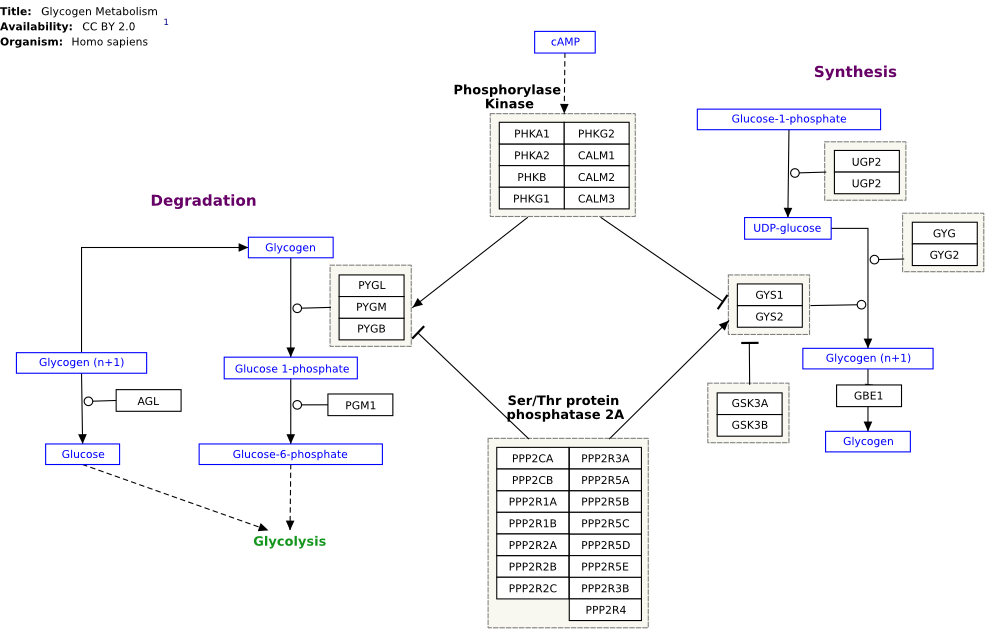 Title: Glycogen Metabolism
Availability: CC BY 2.0 1
Organism: Homo sapiens
cAMP
Phosphorylase
Kinase
PHKA1 PHKG2
PHKA2 CALM1
PHKB CALM2
PHKG1 CALM3
Synthesis
Glucose-1-phosphate
UGP2
UGP2
UDP-glucose
GYG
GYG2
GYS1
GYS2
Glycogen (n+1)
GBE1
Glycogen
GSK3A
GSK3B
Degradation
Glycogen
PYGL
PYGM
PYGB
Glycogen (n+1)
Glucose 1-phosphate
AGL
PGM1
Glucose
Glucose-6-phosphate
Glycolysis
Ser/Thr protein
phosphatase 2A
PPP2CA PPP2R3A
PPP2CB PPP2R5A
PPP2R1A PPP2R5B
PPP2R1B PPP2R5C
PPP2R2A PPP2R5D
PPP2R2B PPP2R5E
PPP2R2C PPP2R3B
PPP2R4